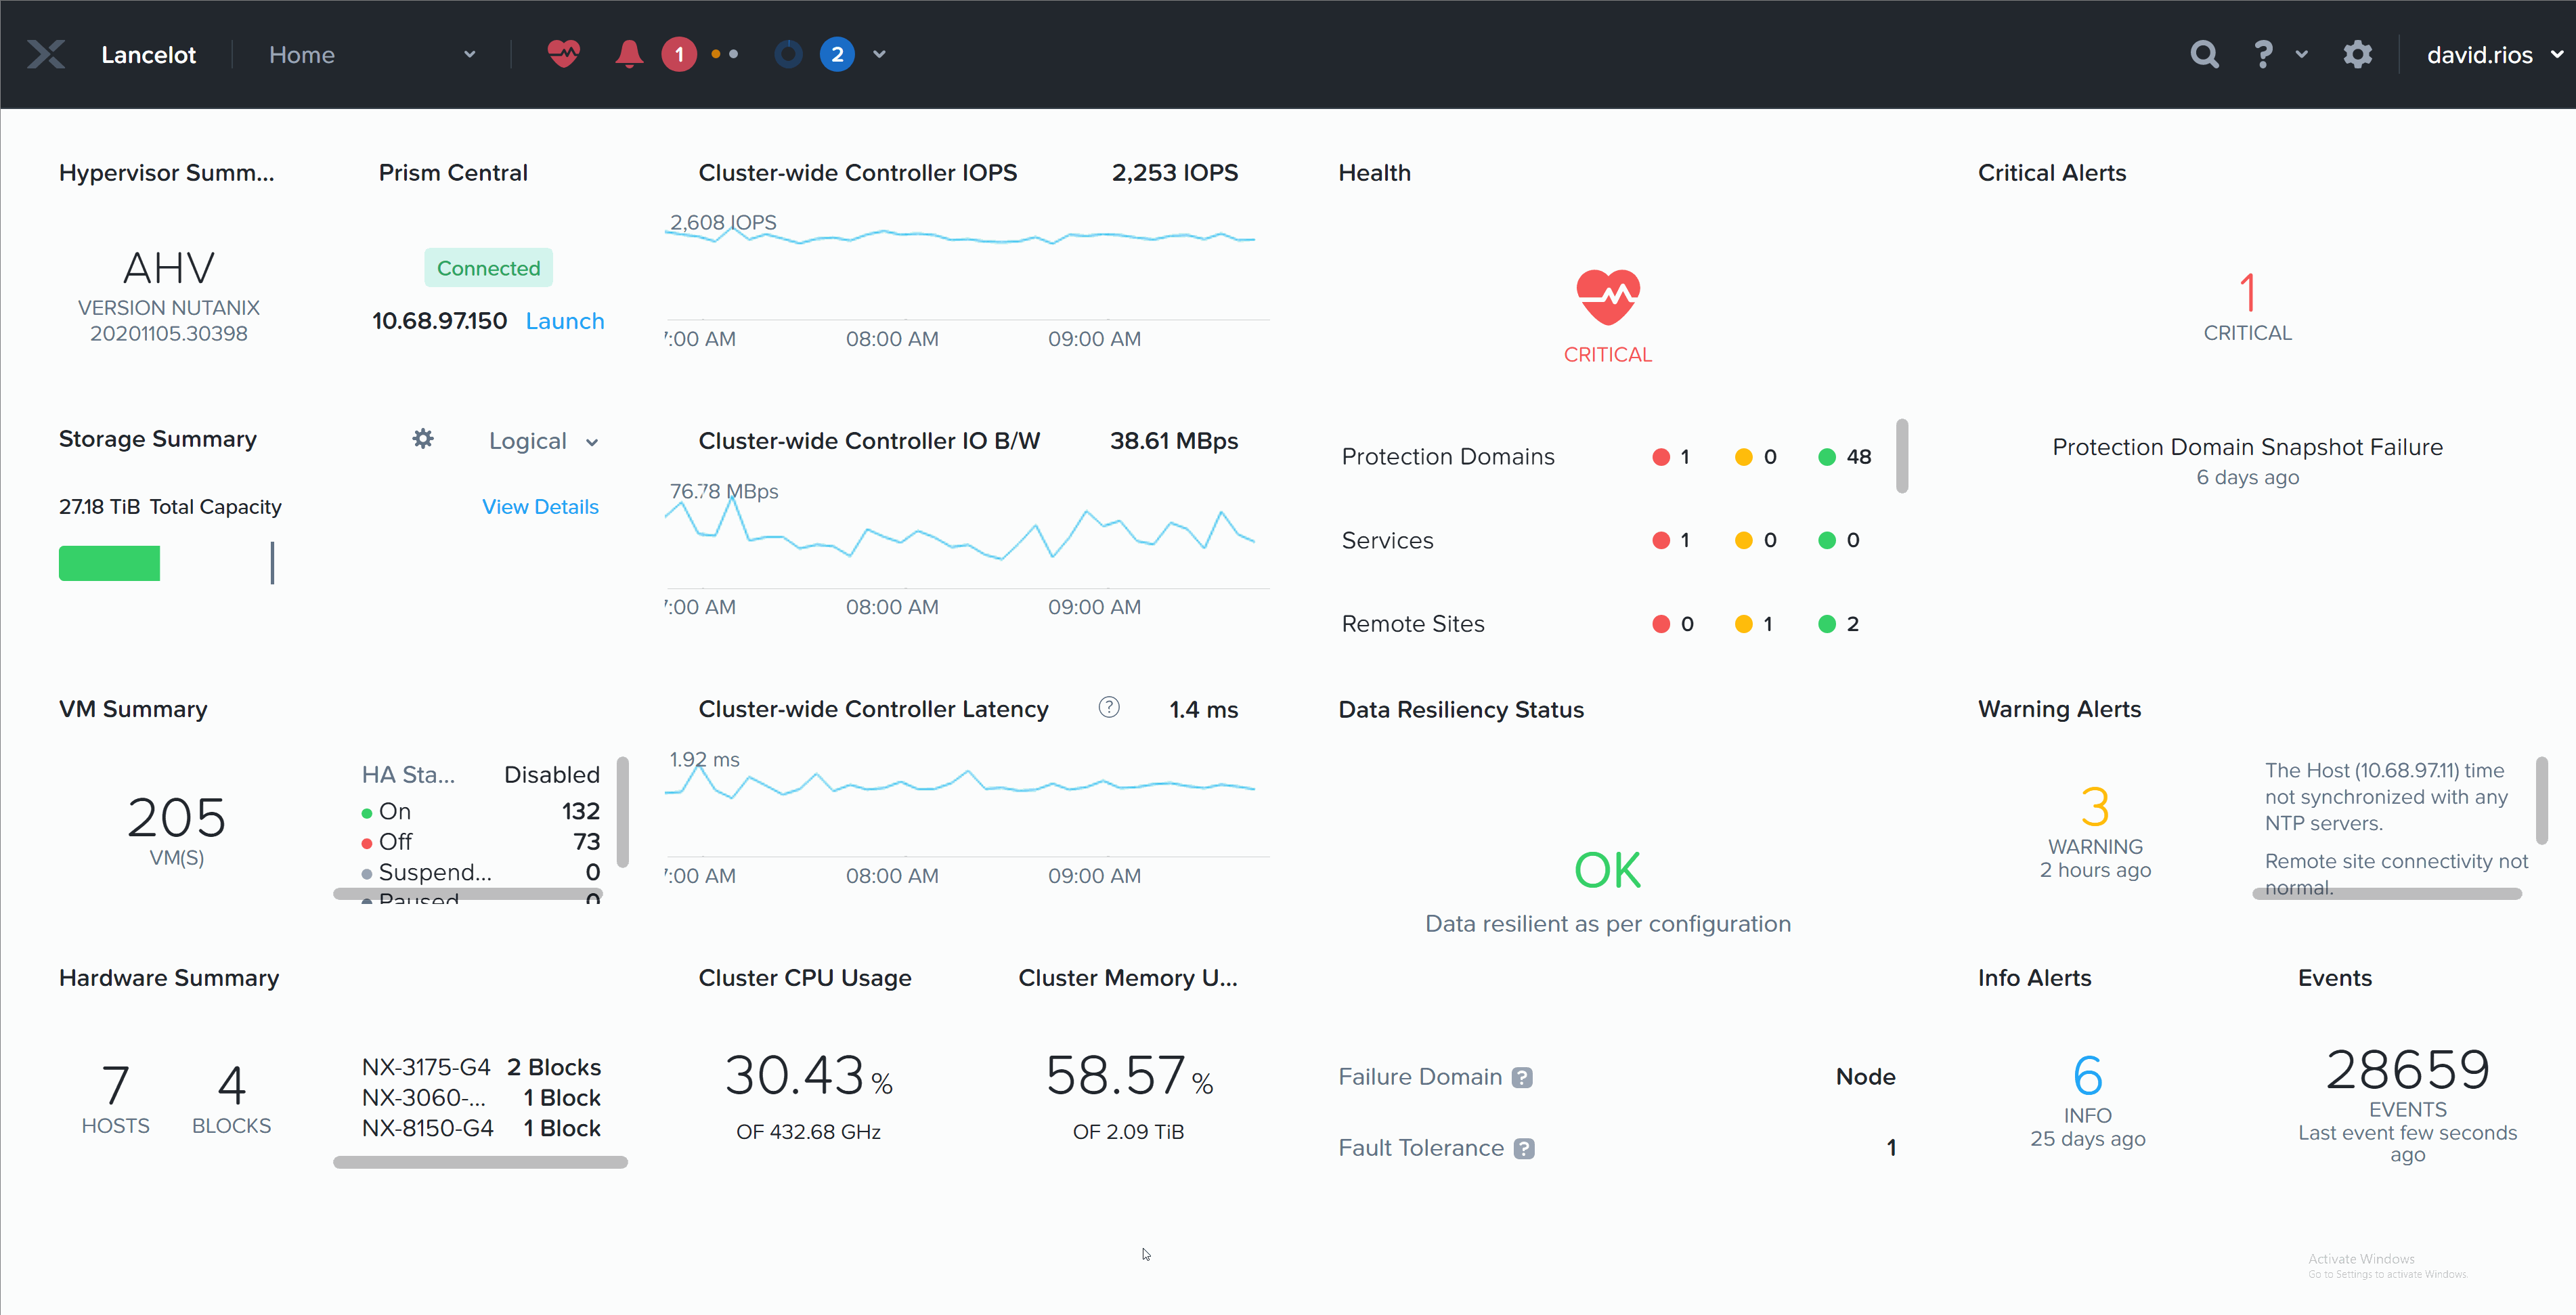 Lancelot
Home
1
2
?
david.rios
Hypervisor Summ...
AHV
VERSION NUTANIX
20201105.30398
Prism Central
Connected
10.68.97.150 Launch
Cluster-wide Controller IOPS 2,253 IOPS
2,608 IOPS
:00 AM 08:00 AM 09:00 AM
Health
CRITICAL
Critical Alerts
1
CRITICAL
Storage Summary
Logical
27.18 TiB Total Capacity
View Details
Cluster-wide Controller IO B/W 38.61 MBps
76.78 MBps
:00 AM 08:00 AM 09:00 AM
Protection Domains 1 0 48
Services 1 0 0
Remote Sites 0 1 2
Protection Domain Snapshot Failure
6 days ago
VM Summary
205
VM(S)
HA Sta... Disabled
On 132
Off 73
Suspend... 0
Paused 0
Cluster-wide Controller Latency ? 1.4 ms
1.92 ms
:00 AM 08:00 AM 09:00 AM
Data Resiliency Status
OK
Data resilient as per configuration
Warning Alerts
3
WARNING
2 hours ago
The Host (10.68.97.11) time
not synchronized with any
NTP servers.
Remote site connectivity not
normal.
Hardware Summary
7
HOSTS
4
BLOCKS
NX-3175-G4 2 Blocks
NX-3060-... 1 Block
NX-8150-G4 1 Block
Cluster CPU Usage
30.43 %
OF 432.68 GHz
Cluster Memory U...
58.57 %
OF 2.09 TiB
Failure Domain ? Node
Fault Tolerance ? 1
Info Alerts
6
INFO
25 days ago
Events
28659
EVENTS
Last event few seconds
ago
Activate Windows
Go to Settings to activate Windows.